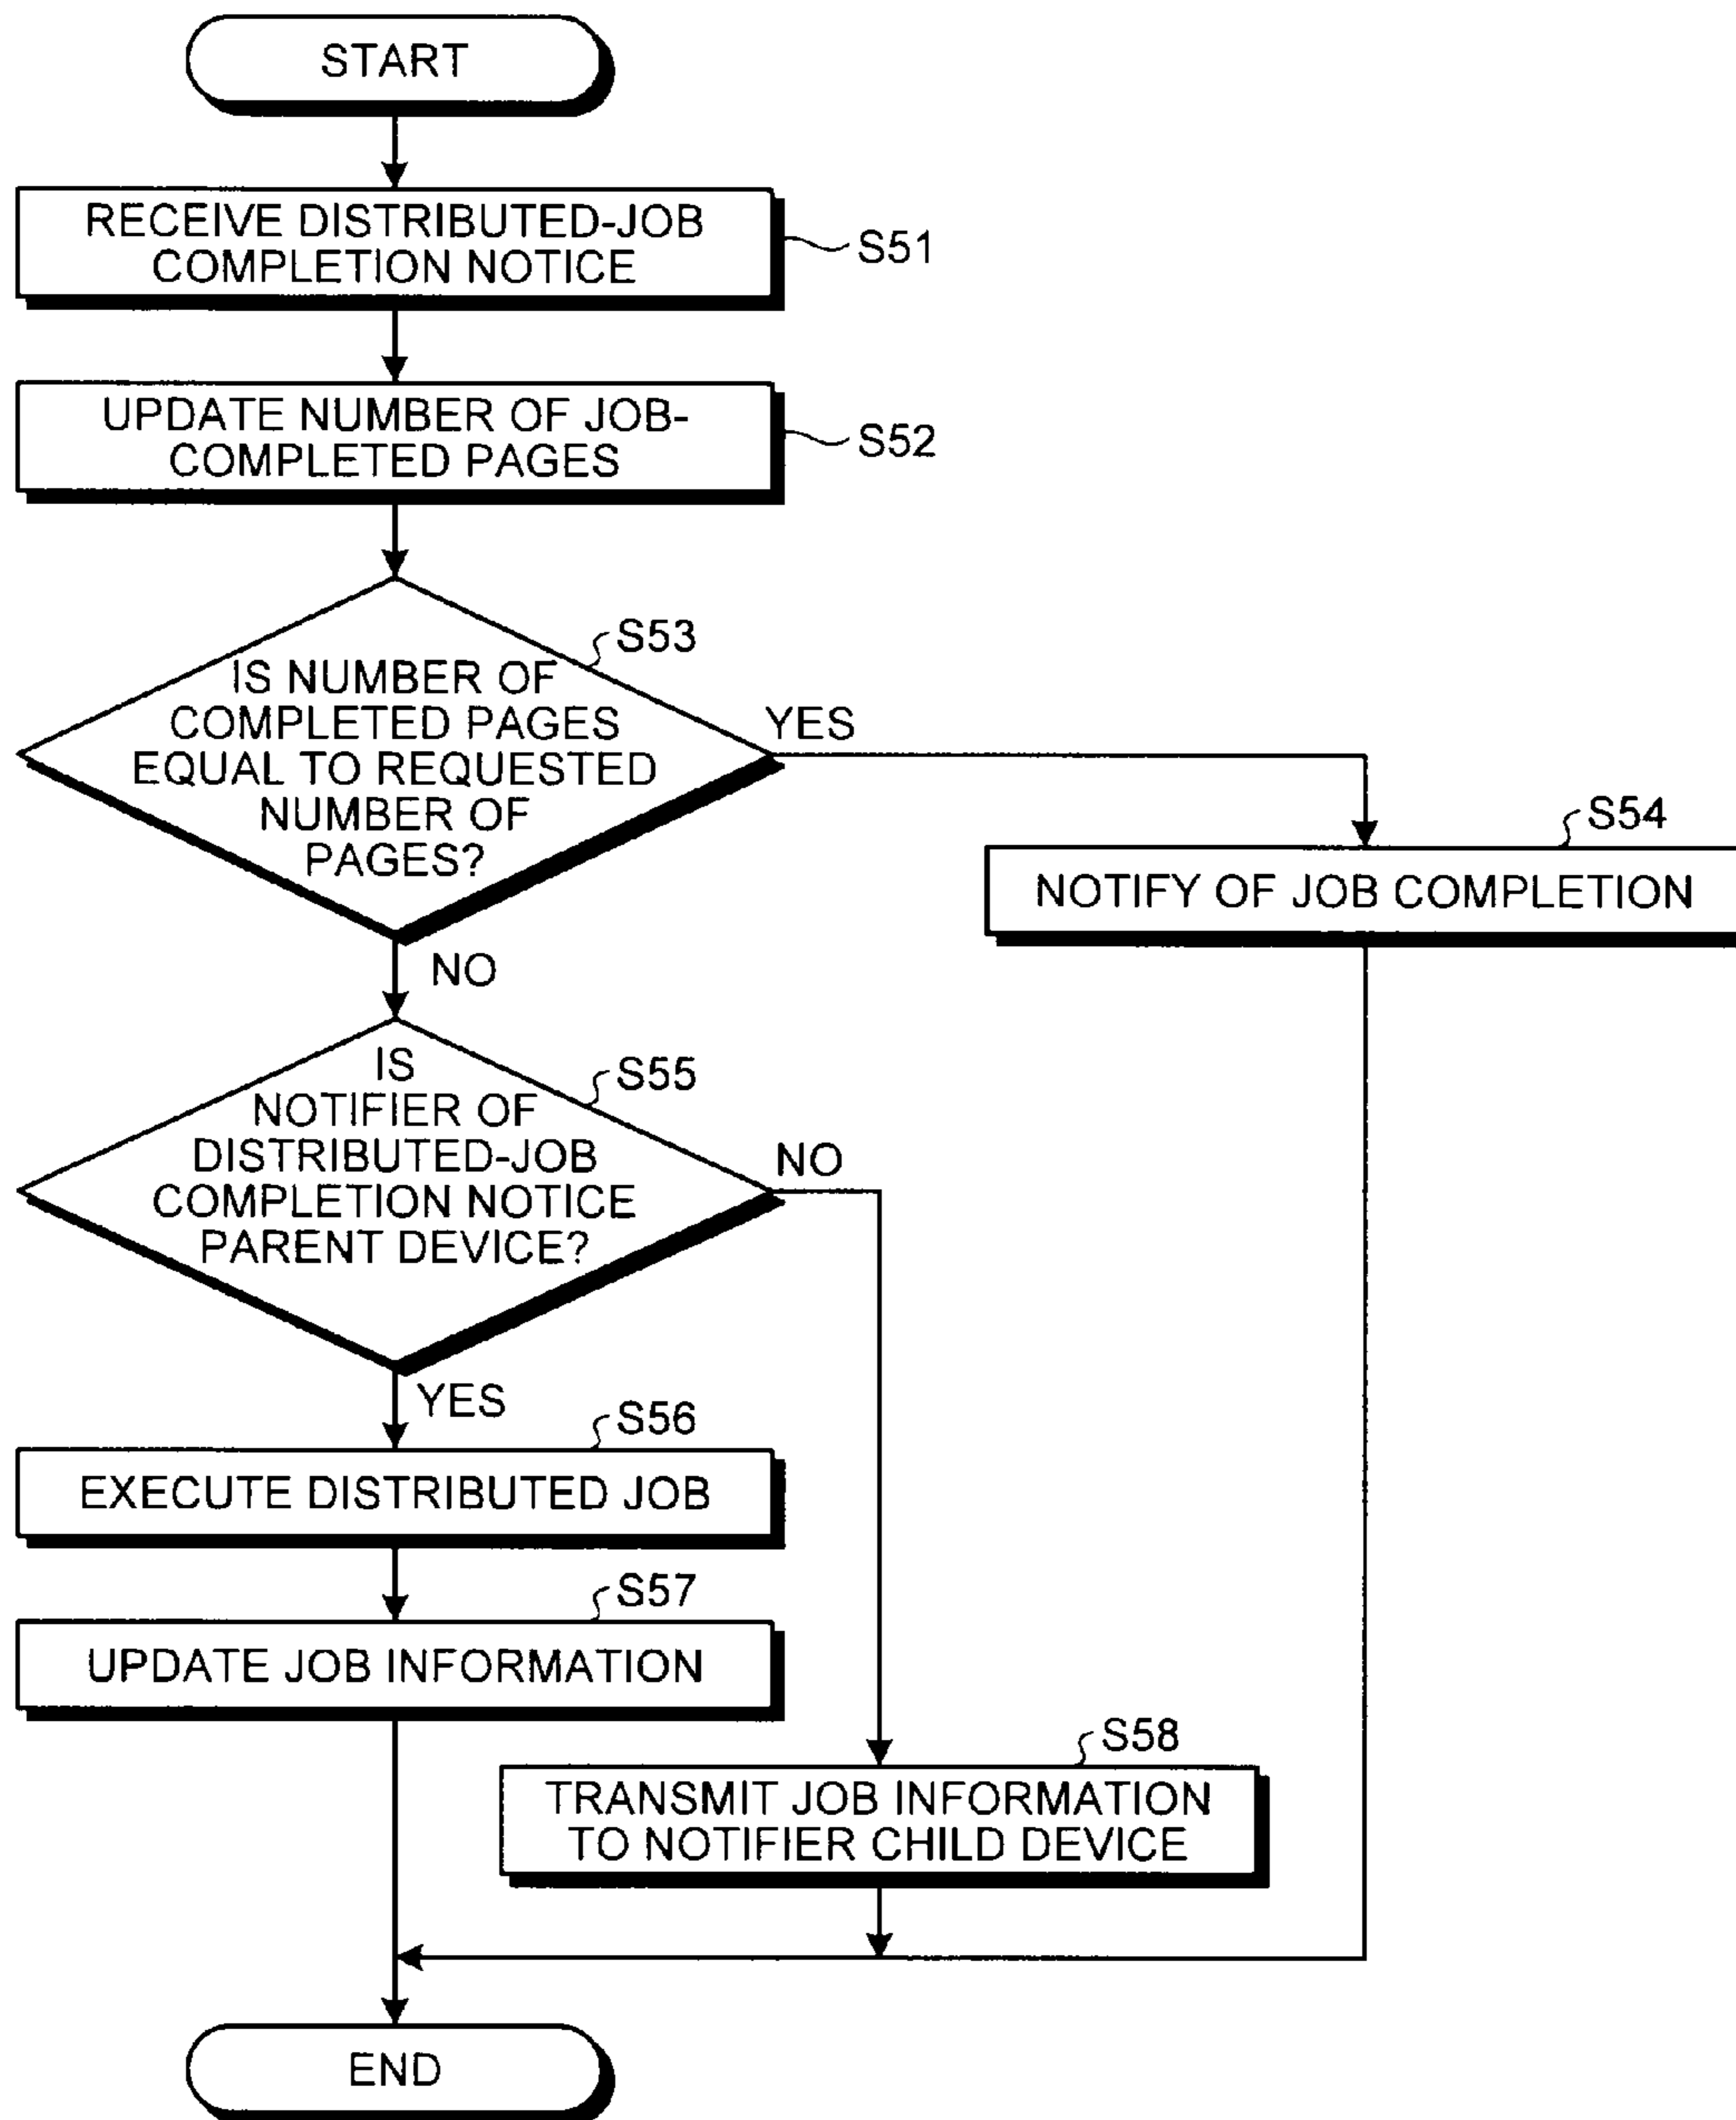 START
RECEIVE DISTRIBUTED-JOB
COMPLETION NOTICE
S51
UPDATE NUMBER OF JOB-
COMPLETED PAGES
S52
S53
IS NUMBER OF
COMPLETED PAGES
EQUAL TO REQUESTED
NUMBER OF
PAGES?
YES
NO
S54
NOTIFY OF JOB COMPLETION
S55
IS
NOTIFIER OF
DISTRIBUTED-JOB
COMPLETION NOTICE
PARENT DEVICE?
NO
YES
S56
EXECUTE DISTRIBUTED JOB
S57
UPDATE JOB INFORMATION
S58
TRANSMIT JOB INFORMATION
TO NOTIFIER CHILD DEVICE
END